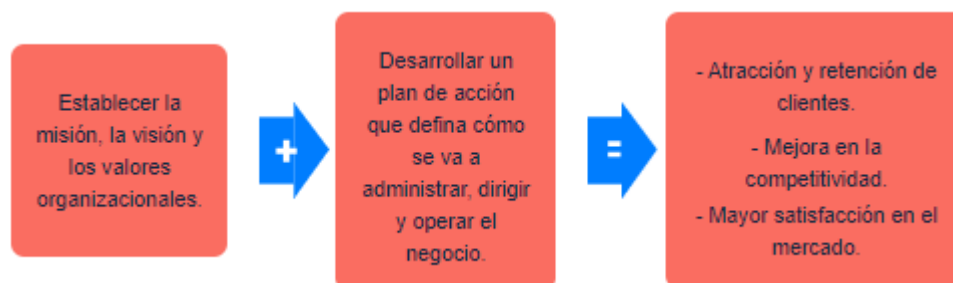 Establecer la
misión, la visión y
los valores
organizacionales.
+
Desarrollar un
plan de acción
que defina cómo
se va a
administrar, dirigir
y operar el
negocio.
=
- Atracción y retención de
clientes.
- Mejora en la
competitividad.
- Mayor satisfacción en el
mercado.